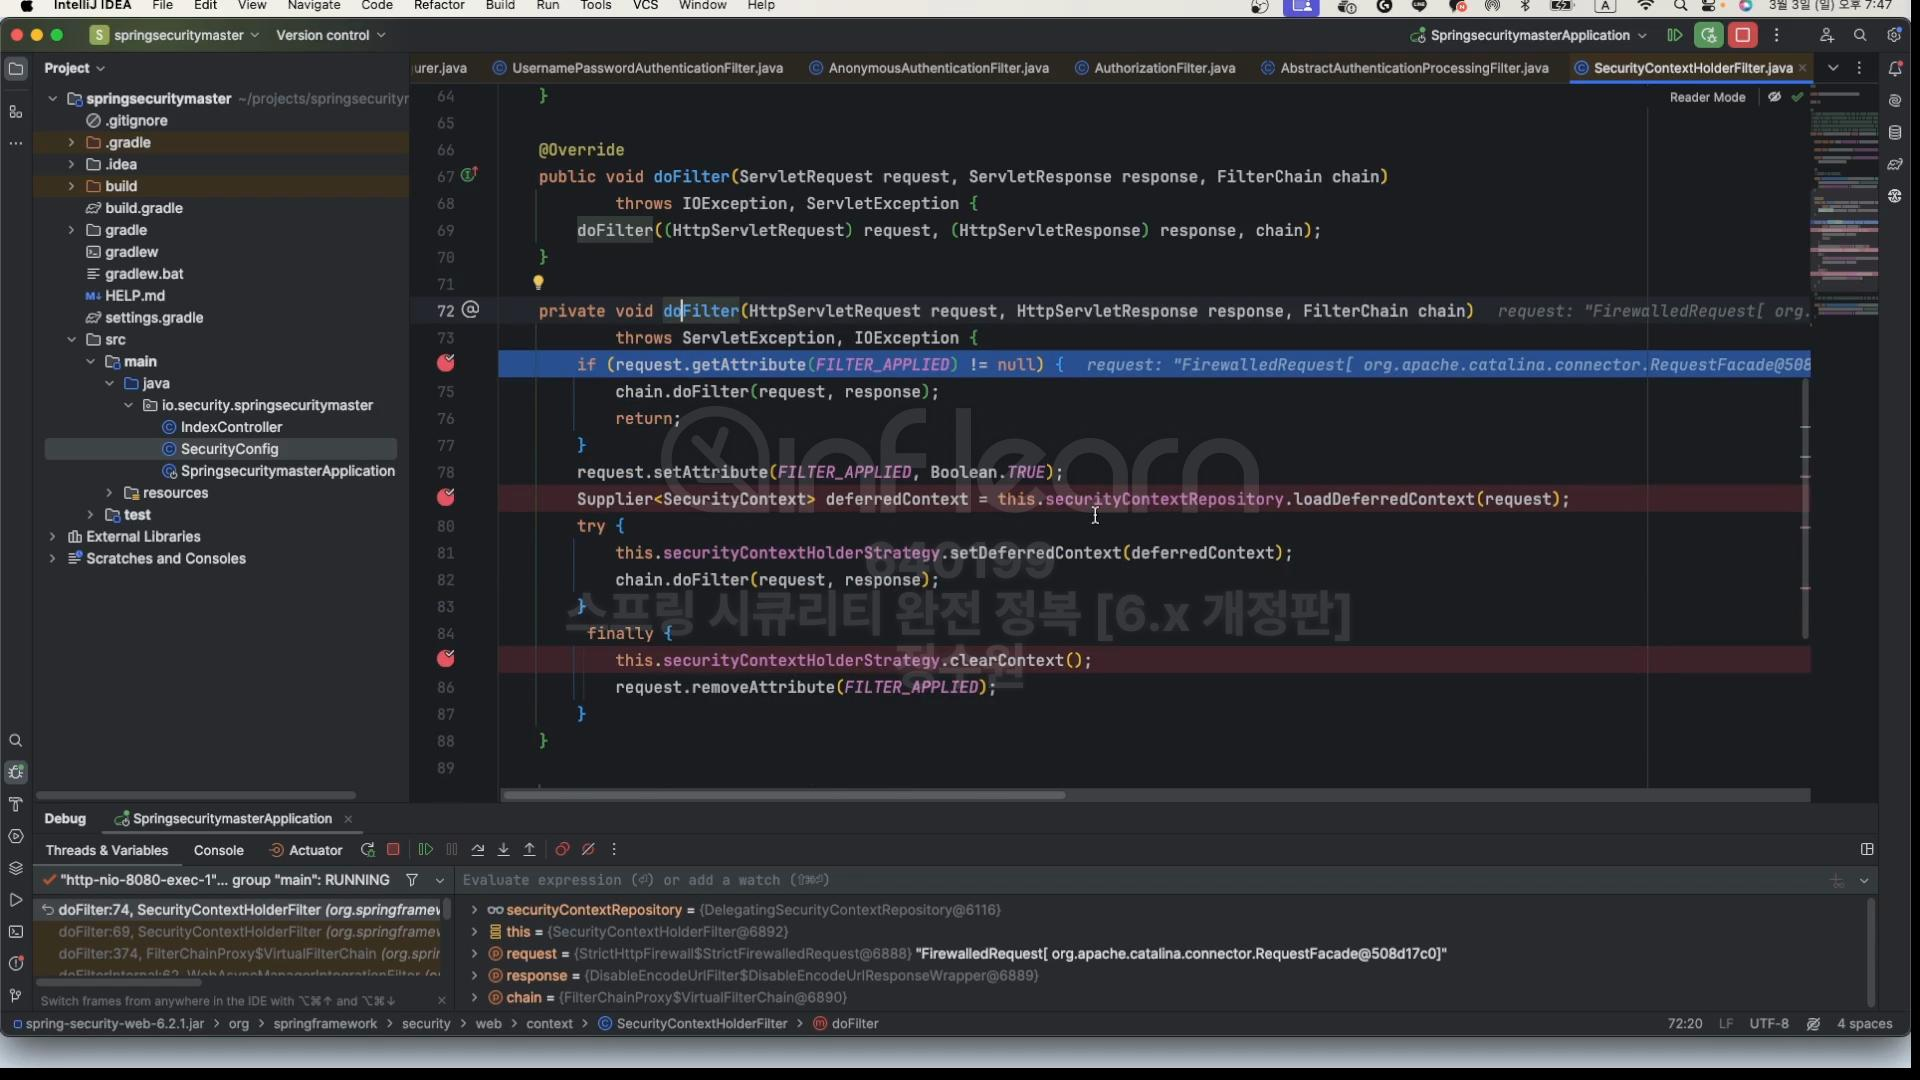 IntelliJ IDEA File Edit View Navigate Code Refactor Build Run Tools VCS Window Help 3월 3일 (일) 오후 7:47
S springsecuritymaster Version control SpringsecuritymasterApplication
Project
urer.java UsernamePasswordAuthenticationFilter.java AnonymousAuthenticationFilter.java AuthorizationFilter.java AbstractAuthenticationProcessingFilter.java SecurityContextHolderFilter.java
Reader Mode
springsecuritymaster ~/projects/springsecurityr
.gitignore
.gradle
.idea
build
build.gradle
gradle
gradlew
gradlew.bat
HELP.md
settings.gradle
src
main
java
io.security.springsecuritymaster
IndexController
SecurityConfig
SpringsecuritymasterApplication
resources
test
External Libraries
Scratches and Consoles
64 }
65
66 @Override
67 public void doFilter(ServletRequest request, ServletResponse response, FilterChain chain)
68 throws IOException, ServletException {
69 doFilter((HttpServletRequest) request, (HttpServletResponse) response, chain);
70 }
71
72 private void doFilter(HttpServletRequest request, HttpServletResponse response, FilterChain chain) request: "FirewalledRequest[ org.
73 throws ServletException, IOException {
if (request.getAttribute(FILTER_APPLIED) != null) { request: "FirewalledRequest[ org.apache.catalina.connector.RequestFacade@508
75 chain.doFilter(request, response);
76 return;
77 }
78 request.setAttribute(FILTER_APPLIED, Boolean.TRUE);
Supplier<SecurityContext> deferredContext = this.securityContextRepository.loadDeferredContext(request);
80 try {
81 this.securityContextHolderStrategy.setDeferredContext(deferredContext);
82 chain.doFilter(request, response);
83 }
84 finally {
this.securityContextHolderStrategy.clearContext();
86 request.removeAttribute(FILTER_APPLIED);
87 }
88 }
89
inflearn
640199
스프링 시큐리티 완전 정복 [6.x 개정판]
정수원
Debug SpringsecuritymasterApplication
Threads & Variables Console Actuator
"http-nio-8080-exec-1"... group "main": RUNNING
Evaluate expression (⏎) or add a watch (⇧⌘⏎)
doFilter:74, SecurityContextHolderFilter (org.springframew
doFilter:69, SecurityContextHolderFilter (org.springframew
doFilter:374, FilterChainProxy$VirtualFilterChain (org.spri
doFilterInternal:62, WebAsyncManagerIntegrationFilter (o
Switch frames from anywhere in the IDE with ⌥⌘↑ and ⌥⌘↓
securityContextRepository = {DelegatingSecurityContextRepository@6116}
this = {SecurityContextHolderFilter@6892}
request = {StrictHttpFirewall$StrictFirewalledRequest@6888} "FirewalledRequest[ org.apache.catalina.connector.RequestFacade@508d17c0]"
response = {DisableEncodeUrlFilter$DisableEncodeUrlResponseWrapper@6889}
chain = {FilterChainProxy$VirtualFilterChain@6890}
spring-security-web-6.2.1.jar > org > springframework > security > web > context > SecurityContextHolderFilter > doFilter 72:20 LF UTF-8 4 spaces